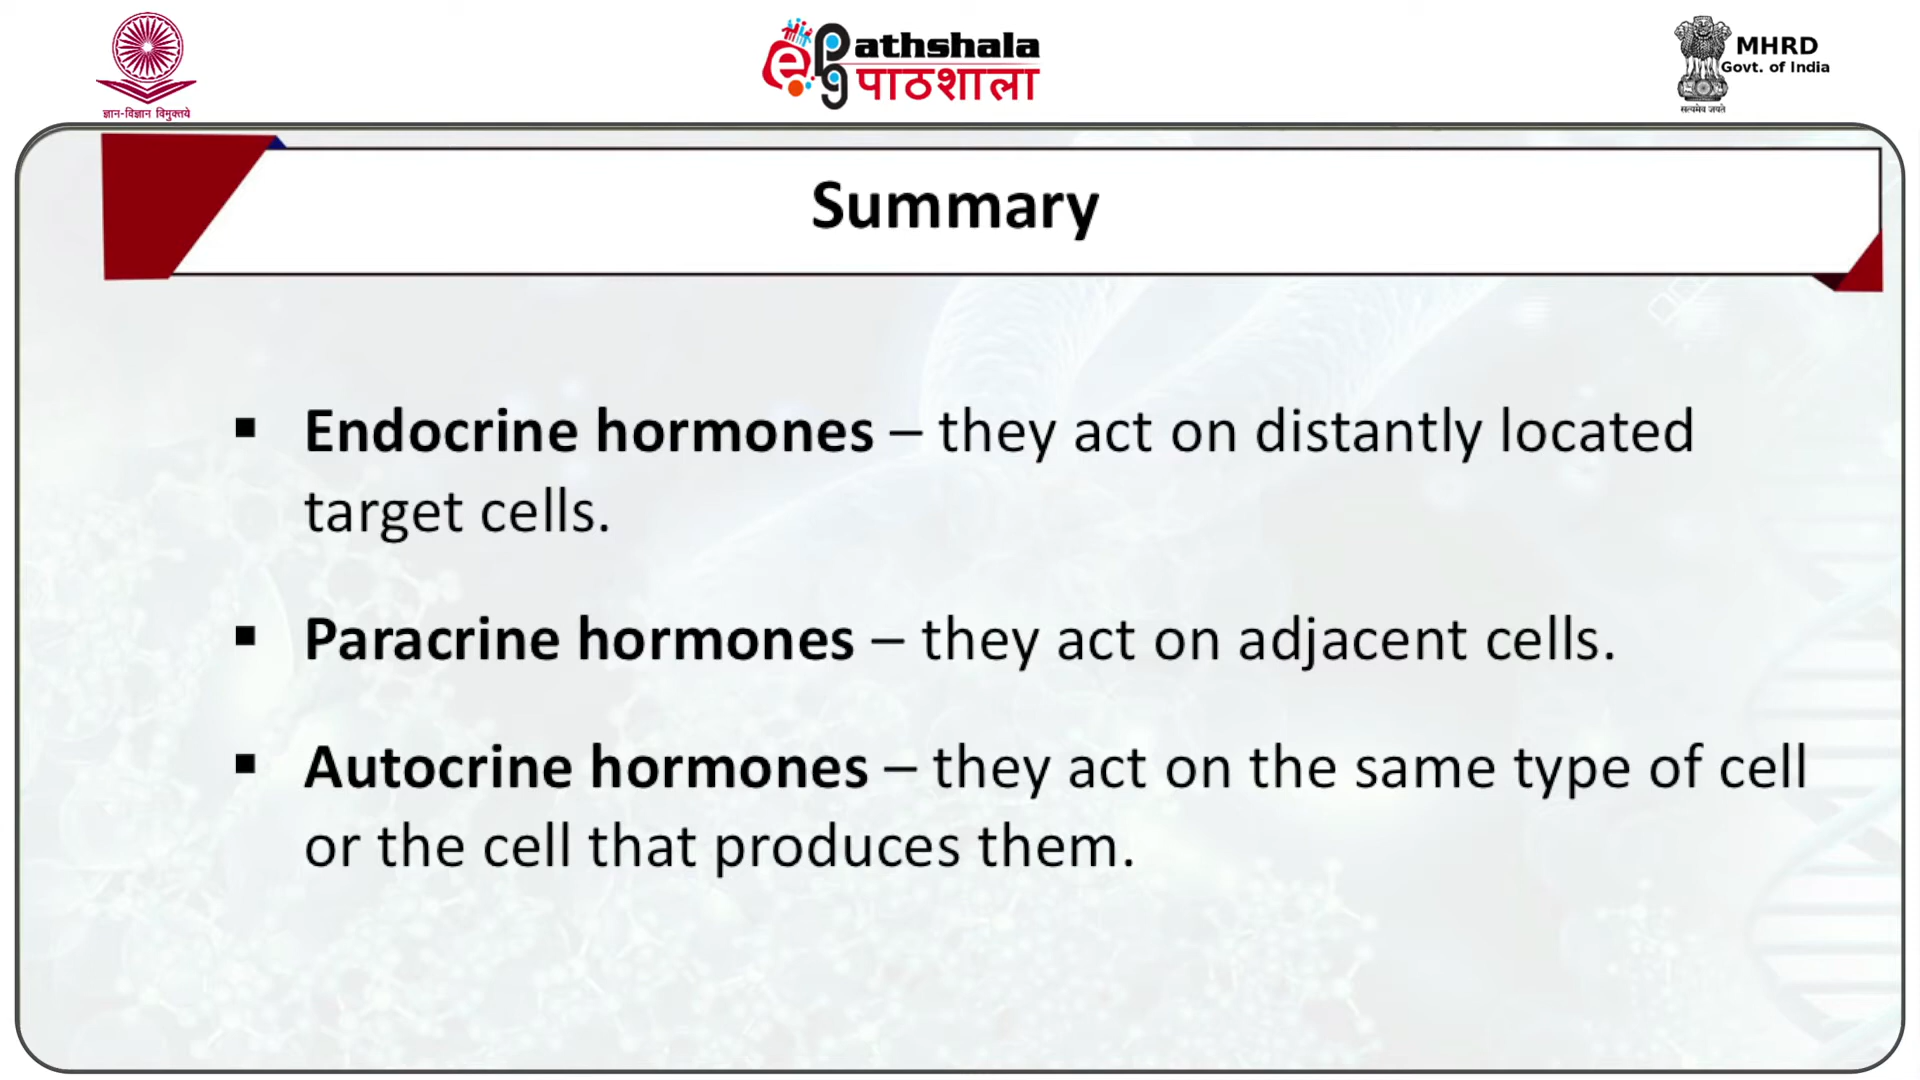 ज्ञान-विज्ञान विमुक्तये
ePG Pathshala
पाठशाला
MHRD
Govt. of India
सत्यमेव जयते
Summary
▪ Endocrine hormones – they act on distantly located
target cells.
▪ Paracrine hormones – they act on adjacent cells.
▪ Autocrine hormones – they act on the same type of cell
or the cell that produces them.